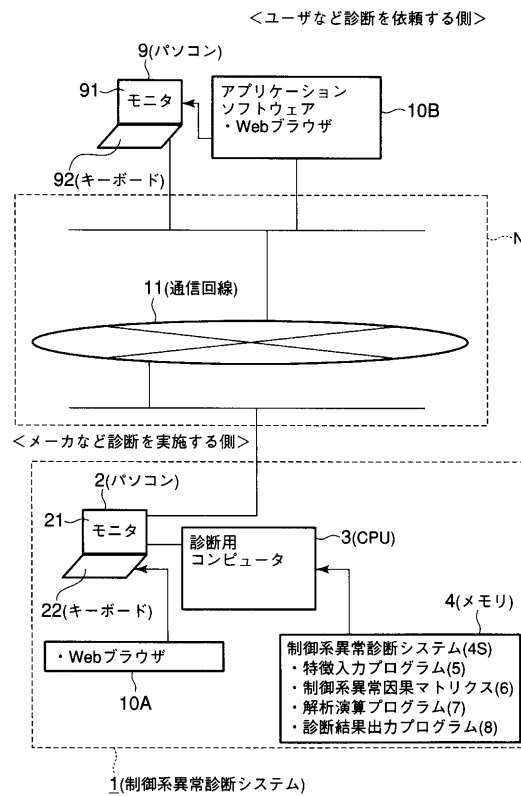 <ユーザなど診断を依頼する側>
9(パソコン)
91
モニタ
アプリケーション
ソフトウェア
・Webブラウザ
10B
92(キーボード)
N
11(通信回線)
<メーカなど診断を実施する側>
2(パソコン)
21
モニタ
診断用
コンピュータ
3(CPU)
22(キーボード)
4(メモリ)
・Webブラウザ
10A
制御系異常診断システム(4S)
・特徴入力プログラム(5)
・制御系異常因果マトリクス(6)
・解析演算プログラム(7)
・診断結果出力プログラム(8)
1(制御系異常診断システム)